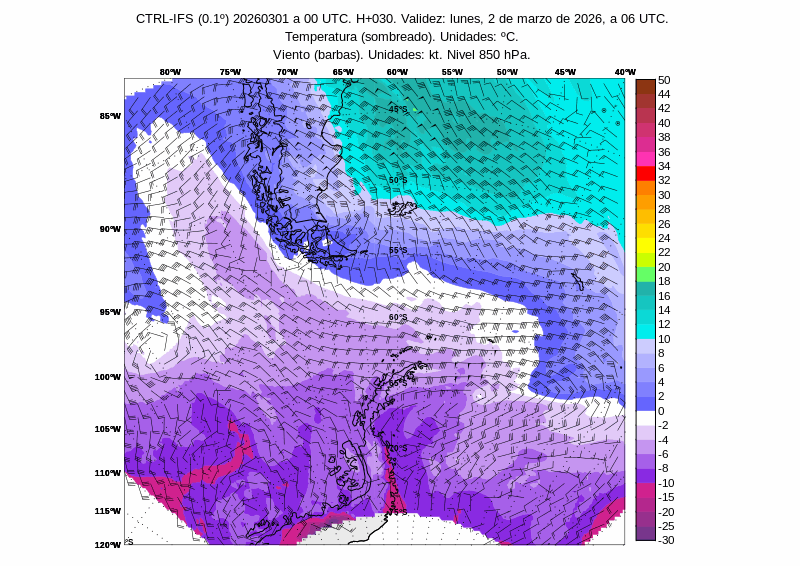 CTRL-IFS (0.1º) 20260301 a 00 UTC. H+030. Validez: lunes, 2 de marzo de 2026, a 06 UTC.
Temperatura (sombreado). Unidades: ºC.
Viento (barbas). Unidades: kt. Nivel 850 hPa.
80°W 75°W 70°W 65°W 60°W 55°W 50°W 45°W 40°W
85°W
90°W
95°W
100°W
105°W
110°W
115°W
120°W
45°S
50°S
55°S
60°S
65°S
70°S
75°S
°S
50
44
42
40
38
36
34
32
30
28
26
24
22
20
18
16
14
12
10
8
6
4
2
0
-2
-4
-6
-8
-10
-15
-20
-25
-30